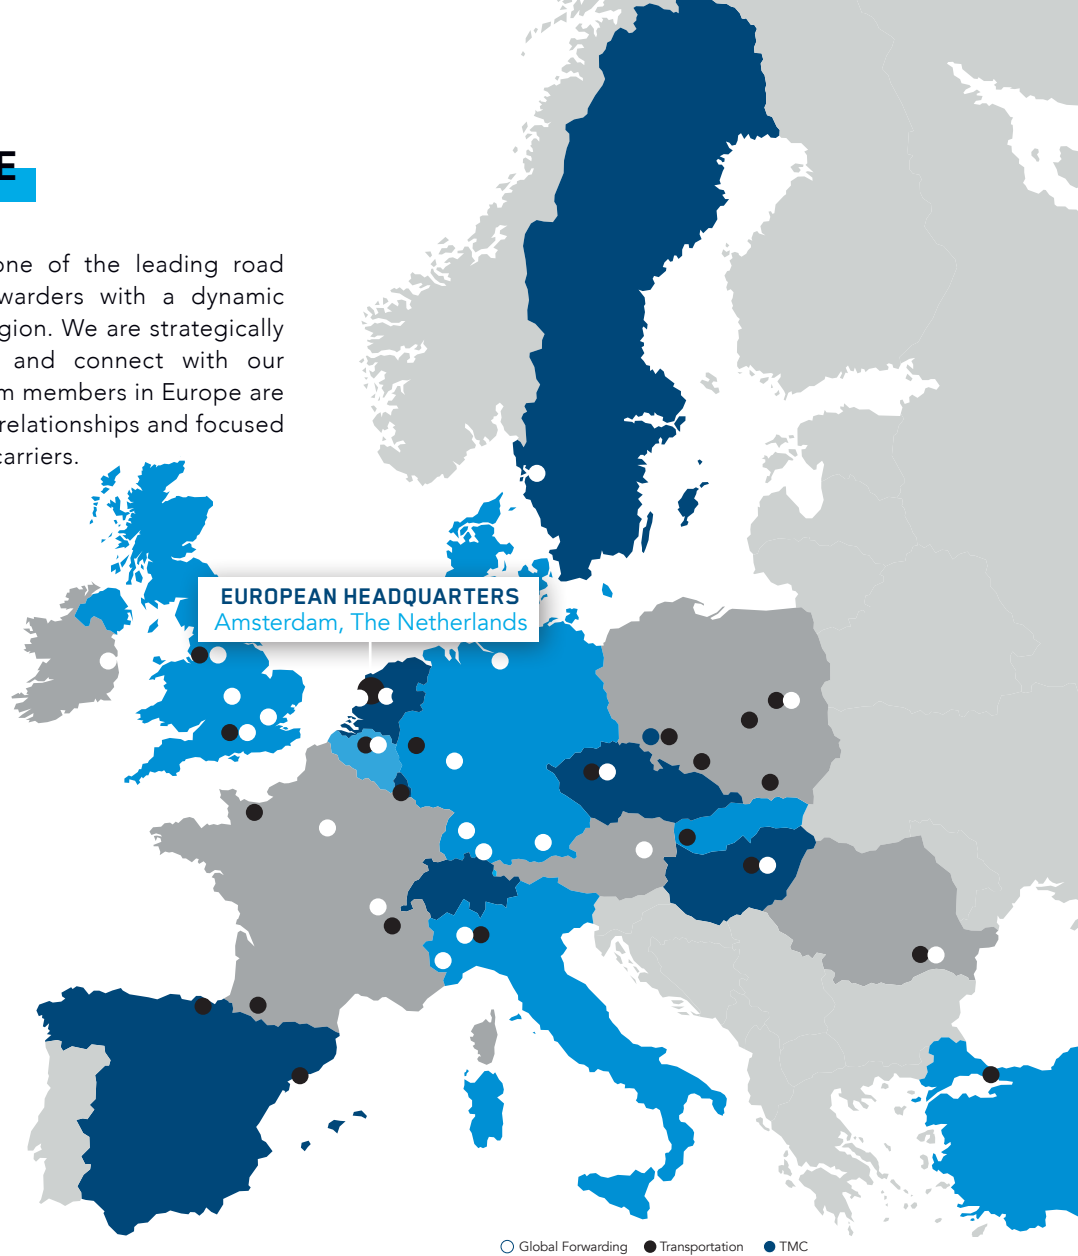 E
one of the leading road
warders with a dynamic
gion. We are strategically
and connect with our
m members in Europe are
relationships and focused
carriers.
EUROPEAN HEADQUARTERS
Amsterdam, The Netherlands
Global Forwarding Transportation TMC